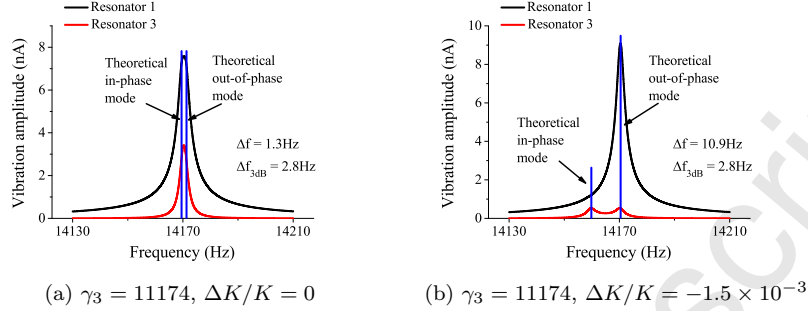 Resonator 1
Resonator 3
Vibration amplitude (nA)
8
6
4
2
0
Theoretical
in-phase
mode
Theoretical
out-of-phase
mode
Δf = 1.3Hz
Δf3dB = 2.8Hz
14130
14170
14210
Frequency (Hz)
(a) γ3 = 11174, ΔK/K = 0
Resonator 1
Resonator 3
Vibration amplitude (nA)
10
8
6
4
2
0
Theoretical
out-of-phase
mode
Theoretical
in-phase
mode
Δf = 10.9Hz
Δf3dB = 2.8Hz
14130
14170
14210
Frequency (Hz)
(b) γ3 = 11174, ΔK/K = −1.5 × 10−3